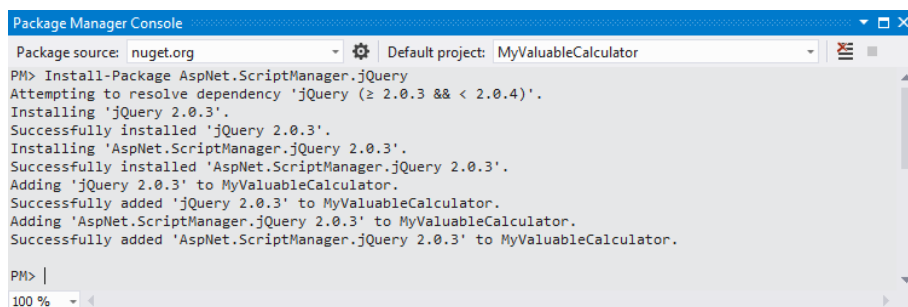 Package Manager Console
Package source: nuget.org Default project: MyValuableCalculator
PM> Install-Package AspNet.ScriptManager.jQuery
Attempting to resolve dependency 'jQuery (≥ 2.0.3 && < 2.0.4)'.
Installing 'jQuery 2.0.3'.
Successfully installed 'jQuery 2.0.3'.
Installing 'AspNet.ScriptManager.jQuery 2.0.3'.
Successfully installed 'AspNet.ScriptManager.jQuery 2.0.3'.
Adding 'jQuery 2.0.3' to MyValuableCalculator.
Successfully added 'jQuery 2.0.3' to MyValuableCalculator.
Adding 'AspNet.ScriptManager.jQuery 2.0.3' to MyValuableCalculator.
Successfully added 'AspNet.ScriptManager.jQuery 2.0.3' to MyValuableCalculator.
PM>
100 %